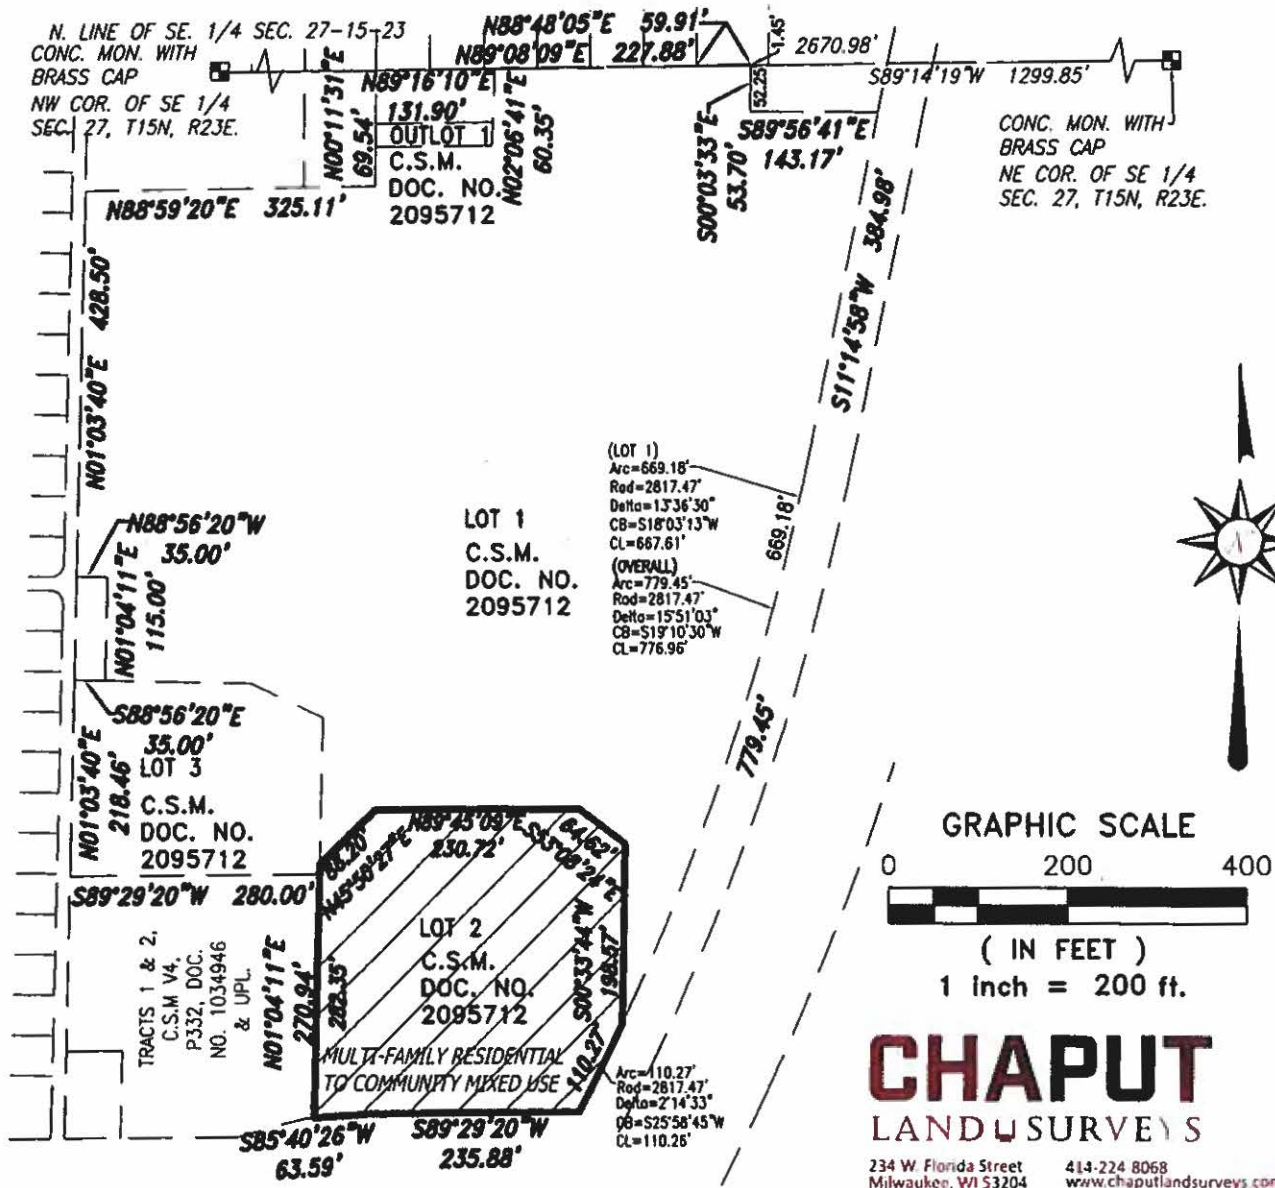 N. LINE OF SE. 1/4 SEC. 27-15-23
CONC. MON. WITH
BRASS CAP
NW COR. OF SE 1/4
SEC. 27, T15N, R23E.
N88°48'05"E 59.91'
N89°08'09"E 227.88'
1.45'
2670.98'
S89°14'19"W 1299.85'
CONC. MON. WITH
BRASS CAP
NE COR. OF SE 1/4
SEC. 27, T15N, R23E.
N00°11'31"E
69.54'
N89°16'10"E
131.90'
OUTLOT 1
C.S.M.
DOC. NO.
2095712
N02°06'41"E
60.35'
52.25
S00°03'33"E
53.70'
S89°56'41"E
143.17'
N88°59'20"E 325.11'
N01°03'40"E 428.50'
S11°14'58"W 384.98'
N88°56'20"W
35.00'
N01°04'11"E
115.00'
LOT 1
C.S.M.
DOC. NO.
2095712
(LOT 1)
Arc=669.18'
Rad=2817.47'
Delta=13°36'30"
CB=S18°03'13"W
CL=667.61'
(OVERALL)
Arc=779.45'
Rad=2817.47'
Delta=15°51'03"
CB=S19°10'30"W
CL=776.96'
669.18'
779.45'
S88°56'20"E
35.00'
N01°03'40"E
218.46'
LOT 3
C.S.M.
DOC. NO.
2095712
S89°29'20"W 280.00'
TRACTS 1 & 2,
C.S.M V4,
P332, DOC.
NO. 1034946
& UPL.
N01°04'11"E
270.94'
282.35'
88.20'
N45°50'27"E
N89°45'09"E
230.72'
64.62'
S53°08'24"E
S00°33'44"W
198.57'
110.27'
LOT 2
C.S.M.
DOC. NO.
2095712
MULTI-FAMILY RESIDENTIAL
TO COMMUNITY MIXED USE
Arc=110.27'
Rad=2817.47'
Delta=2°14'33"
CB=S25°58'45"W
CL=110.26'
S85°40'26"W
63.59'
S89°29'20"W
235.88'
GRAPHIC SCALE
0 200 400
( IN FEET )
1 inch = 200 ft.
CHAPUT
LAND SURVEYS
234 W. Florida Street 414-224-8068
Milwaukee, WI 53204 www.chaputlandsurveys.com